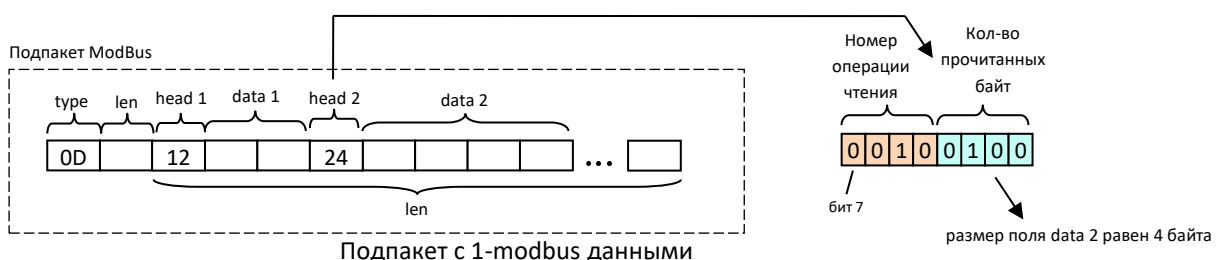 Подпакет ModBus
type len head 1 data 1 head 2 data 2
0D 12 24 ...
len
Подпакет с 1-modbus данными
Номер
операции
чтения
Кол-во
прочитанных
байт
0 0 1 0 0 1 0 0
бит 7
размер поля data 2 равен 4 байта